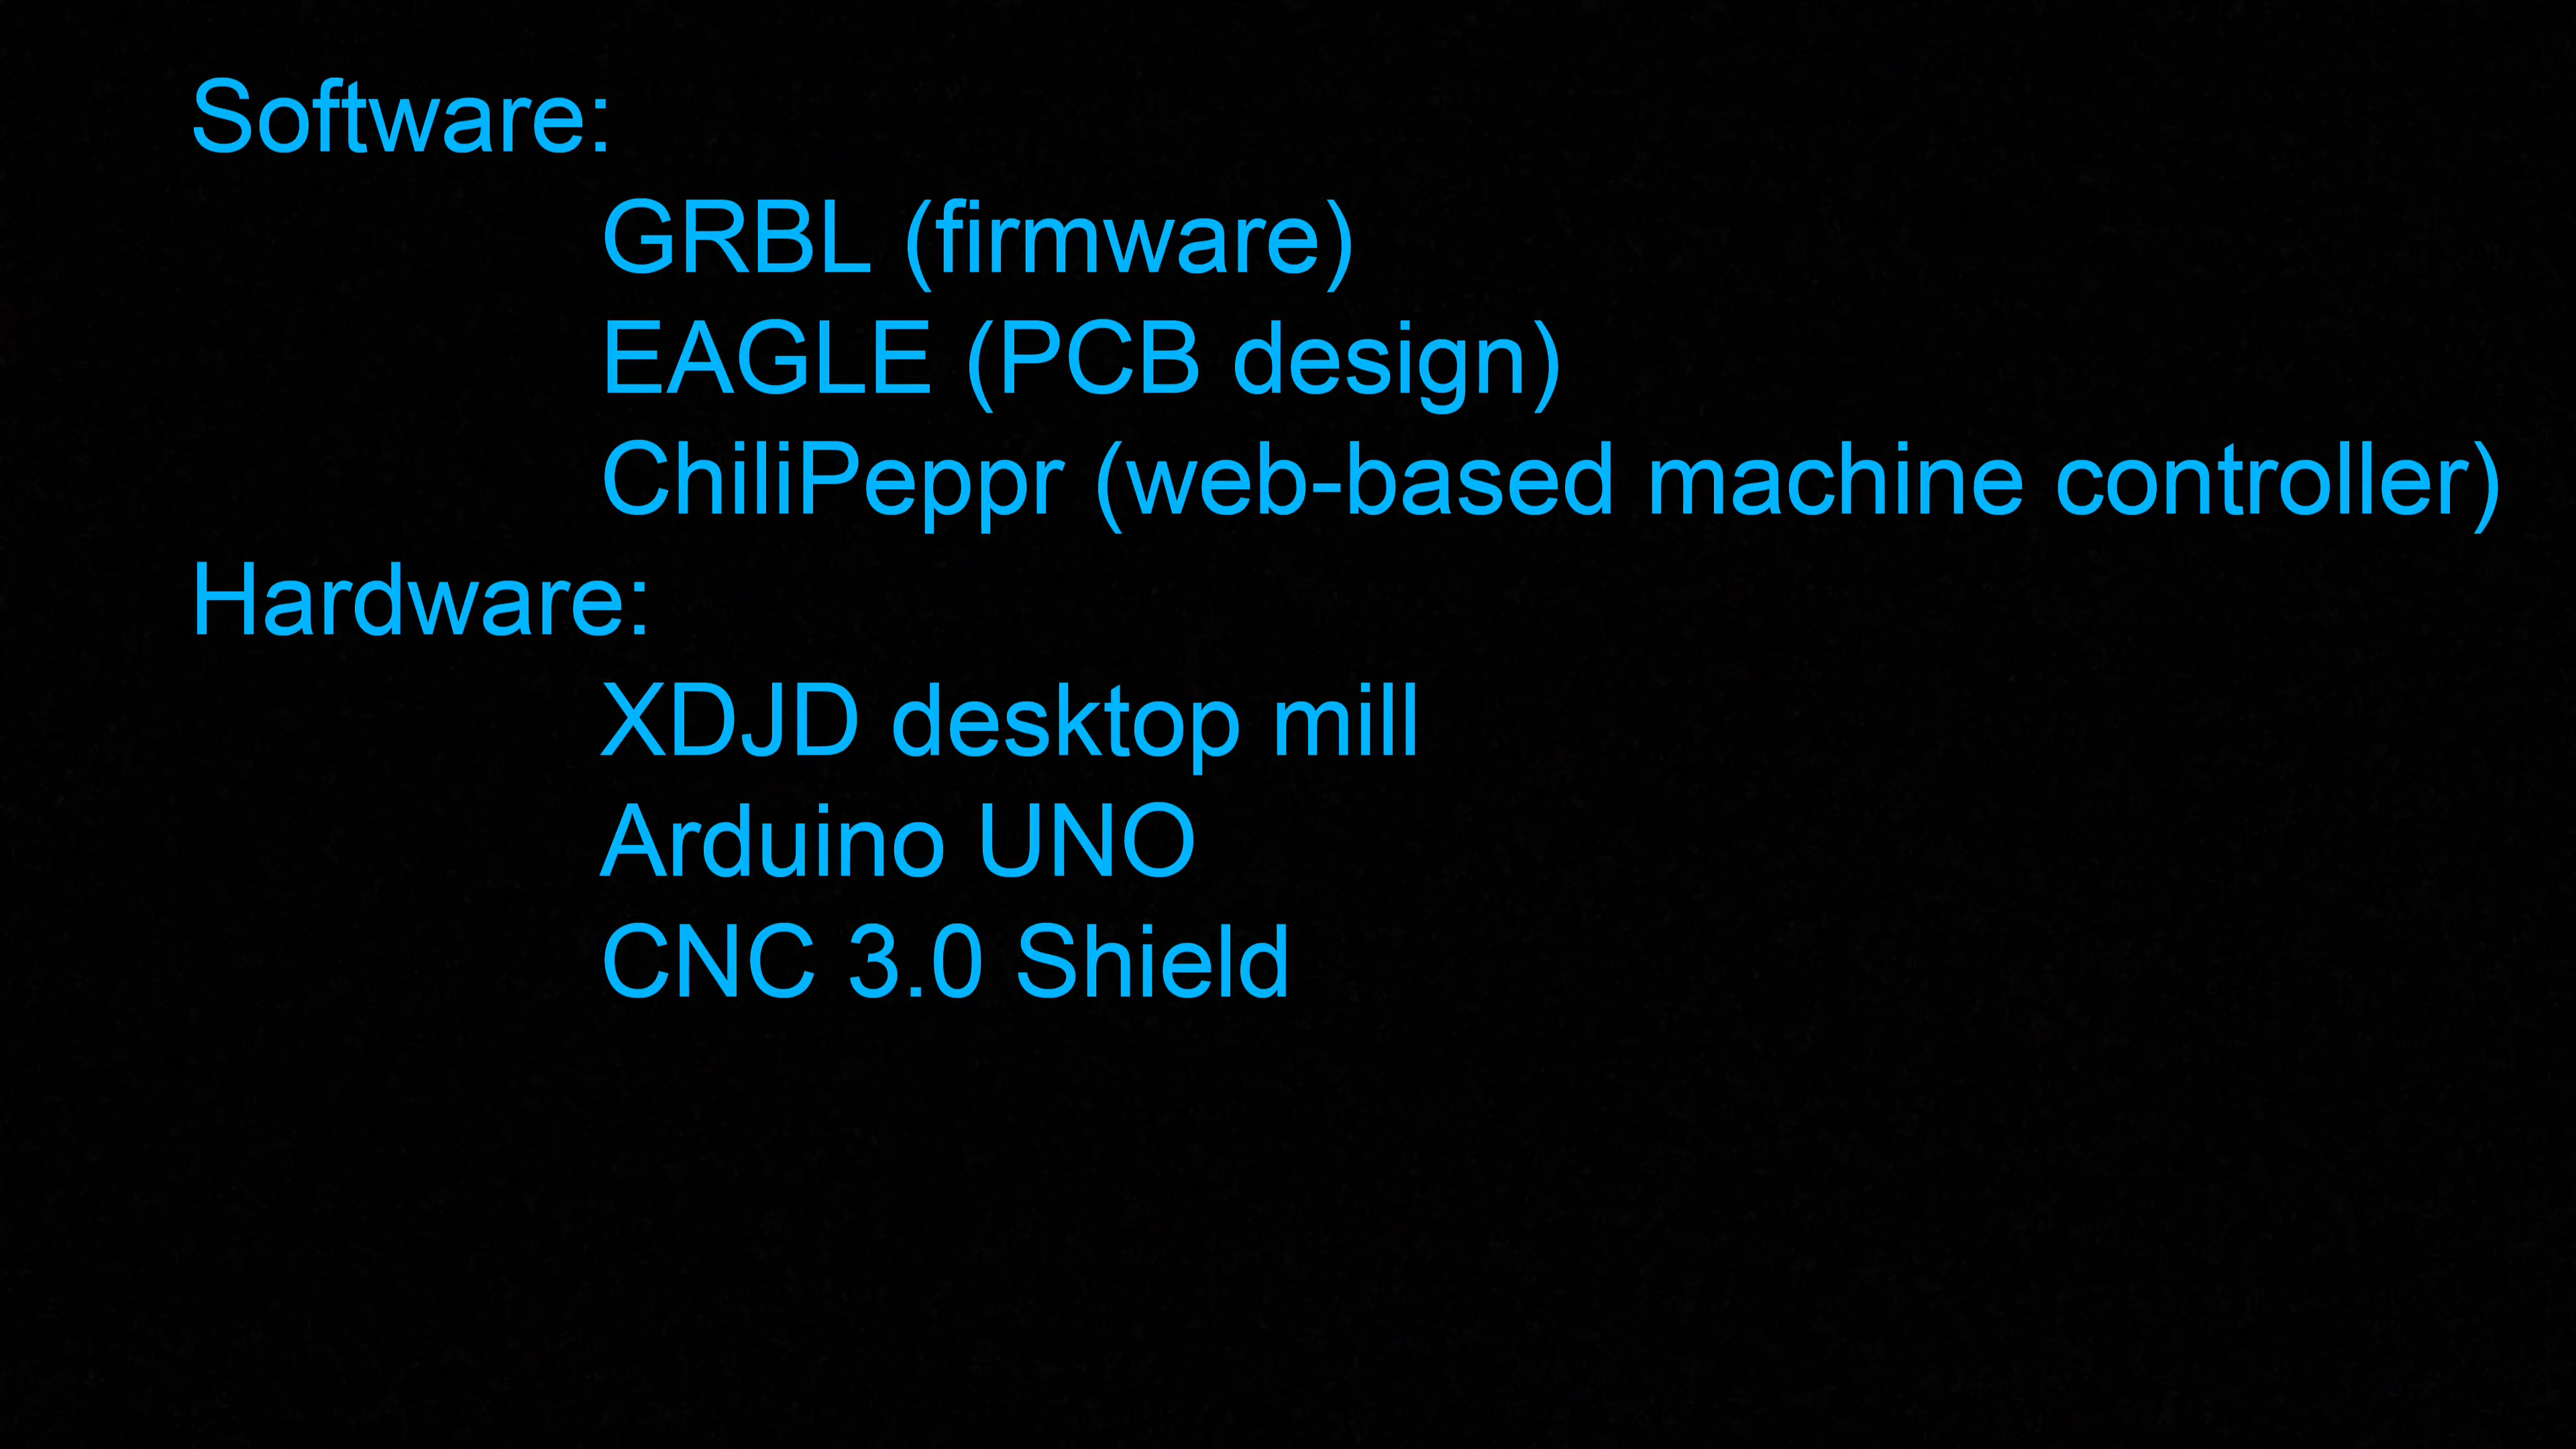 Software:
GRBL (firmware)
EAGLE (PCB design)
ChiliPeppr (web-based machine controller)
Hardware:
XDJD desktop mill
Arduino UNO
CNC 3.0 Shield